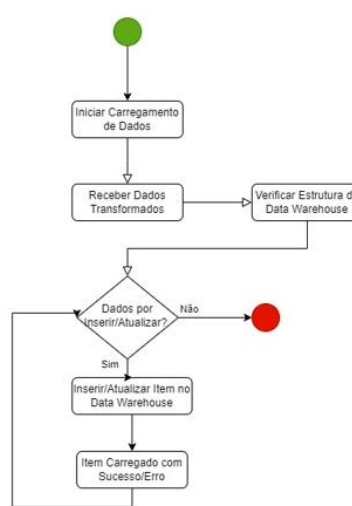 Iniciar Carregamento
de Dados
Receber Dados
Transformados
Verificar Estrutura d
Data Warehouse
Dados por
Inserir/Atualizar?
Não
Sim
Inserir/Atualizar Item no
Data Warehouse
Item Carregado com
Sucesso/Erro